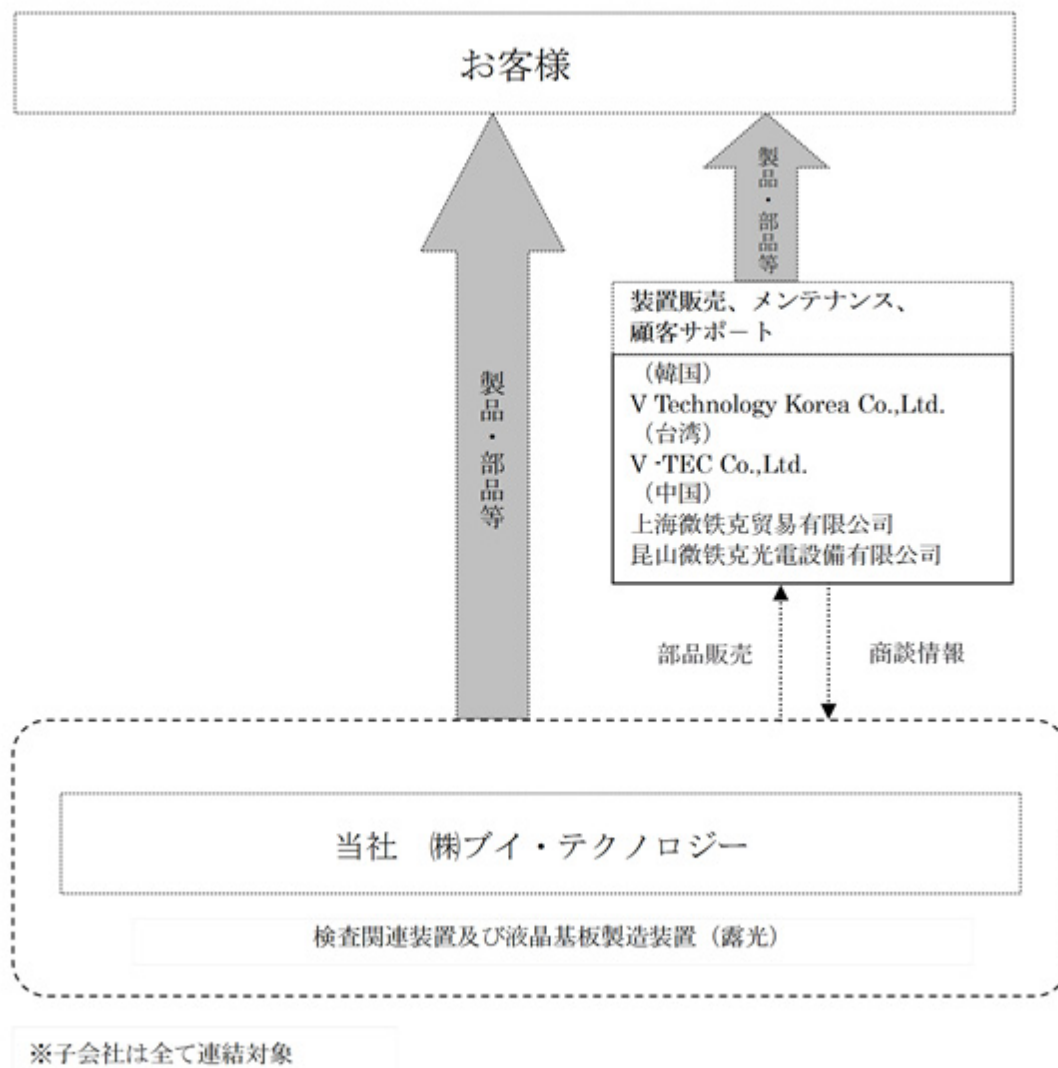 お客様
製品・部品等
製品・部品等
装置販売、メンテナンス、
顧客サポート
（韓国）
V Technology Korea Co.,Ltd.
（台湾）
V -TEC Co.,Ltd.
（中国）
上海微铁克贸易有限公司
昆山微铁克光電設備有限公司
部品販売
商談情報
当社　㈱ブイ・テクノロジー
検査関連装置及び液晶基板製造装置（露光）
※子会社は全て連結対象